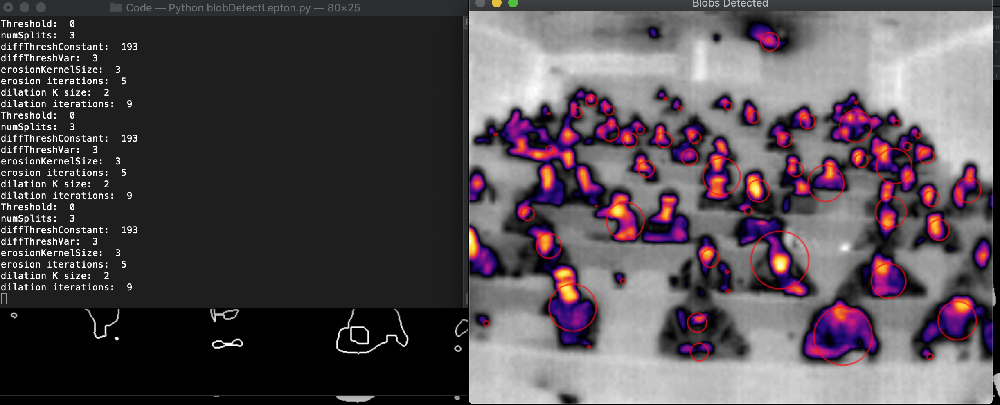 Code — Python blobDetectLepton.py — 80×25
Threshold:  0
numSplits:  3
diffThreshConstant:  193
diffThreshVar:  3
erosionKernelSize:  3
erosion iterations:  5
dilation K size:  2
dilation iterations:  9
Threshold:  0
numSplits:  3
diffThreshConstant:  193
diffThreshVar:  3
erosionKernelSize:  3
erosion iterations:  5
dilation K size:  2
dilation iterations:  9
Threshold:  0
numSplits:  3
diffThreshConstant:  193
diffThreshVar:  3
erosionKernelSize:  3
erosion iterations:  5
dilation K size:  2
dilation iterations:  9
Blobs Detected